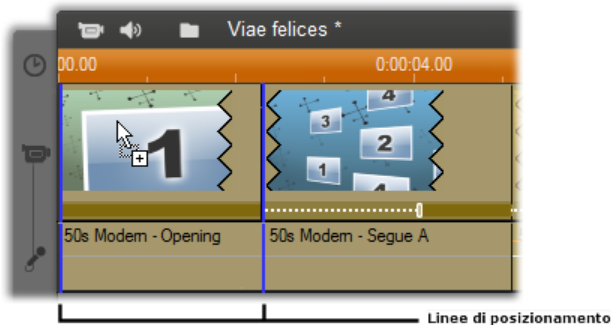 Viae felices *
00.00
0:00:04.00
1
3
4
2
1
50s Modern - Opening
50s Modern - Segue A
Linee di posizionamento